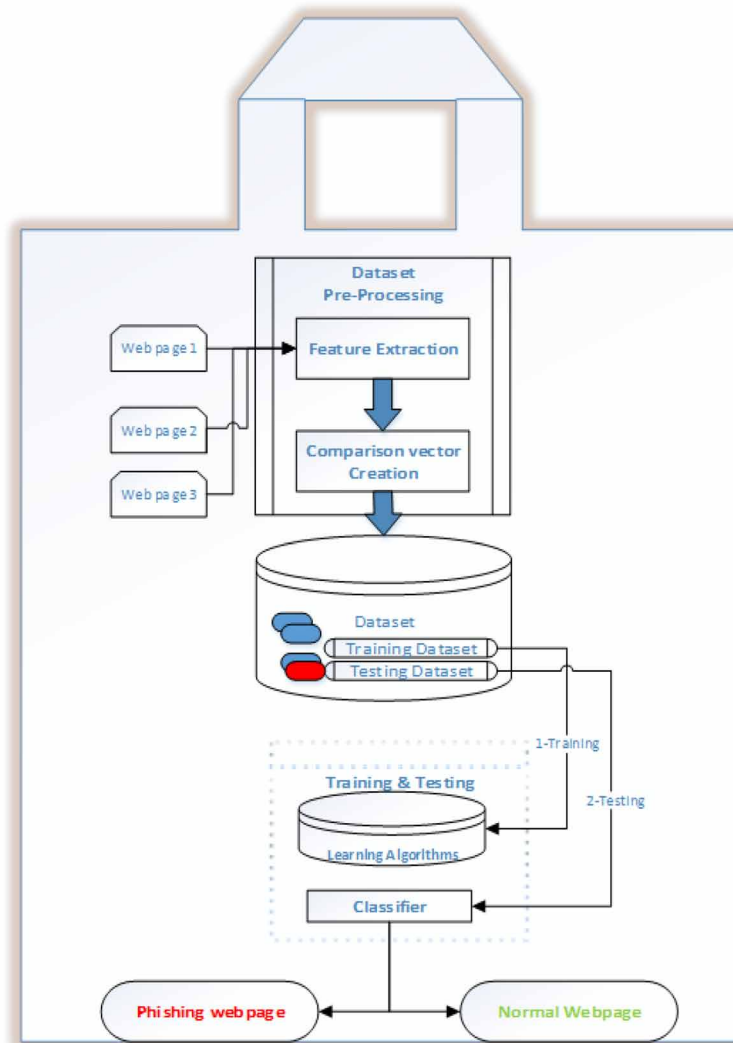 Dataset
Pre-Processing
Web page 1
Feature Extraction
Web page 2
Comparison vector
Creation
Web page 3
Dataset
Training Dataset
Testing Dataset
1-Training
Training & Testing
2-Testing
Learning Algorithms
Classifier
Phishing webpage
Normal Webpage